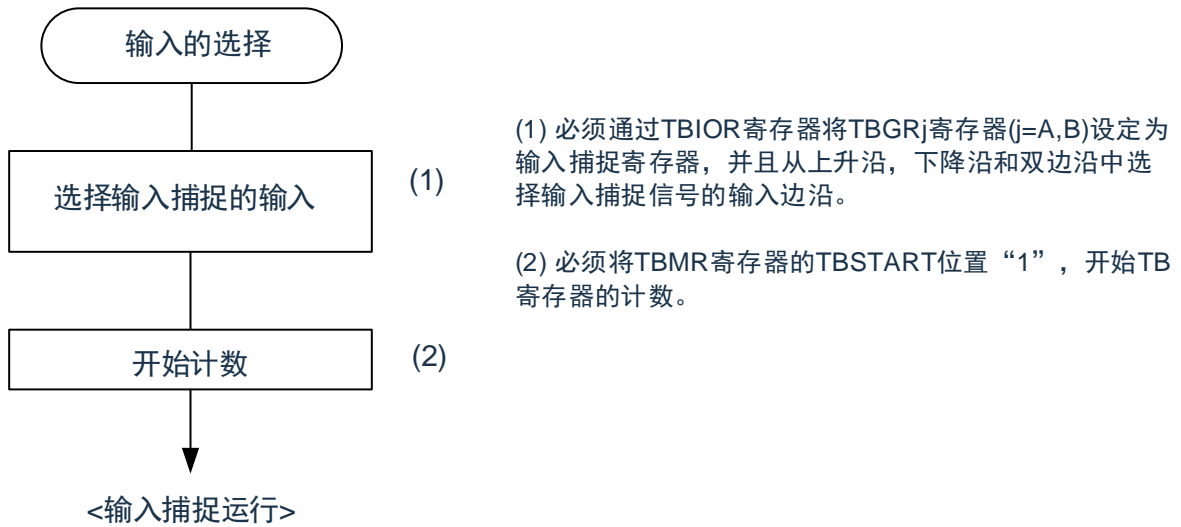 输入的选择
选择输入捕捉的输入
(1)
开始计数
(2)
<输入捕捉运行>
(1) 必须通过TBIOR寄存器将TBGRj寄存器(j=A,B)设定为
输入捕捉寄存器，并且从上升沿，下降沿和双边沿中选
择输入捕捉信号的输入边沿。
(2) 必须将TBMR寄存器的TBSTART位置“1”，开始TB
寄存器的计数。